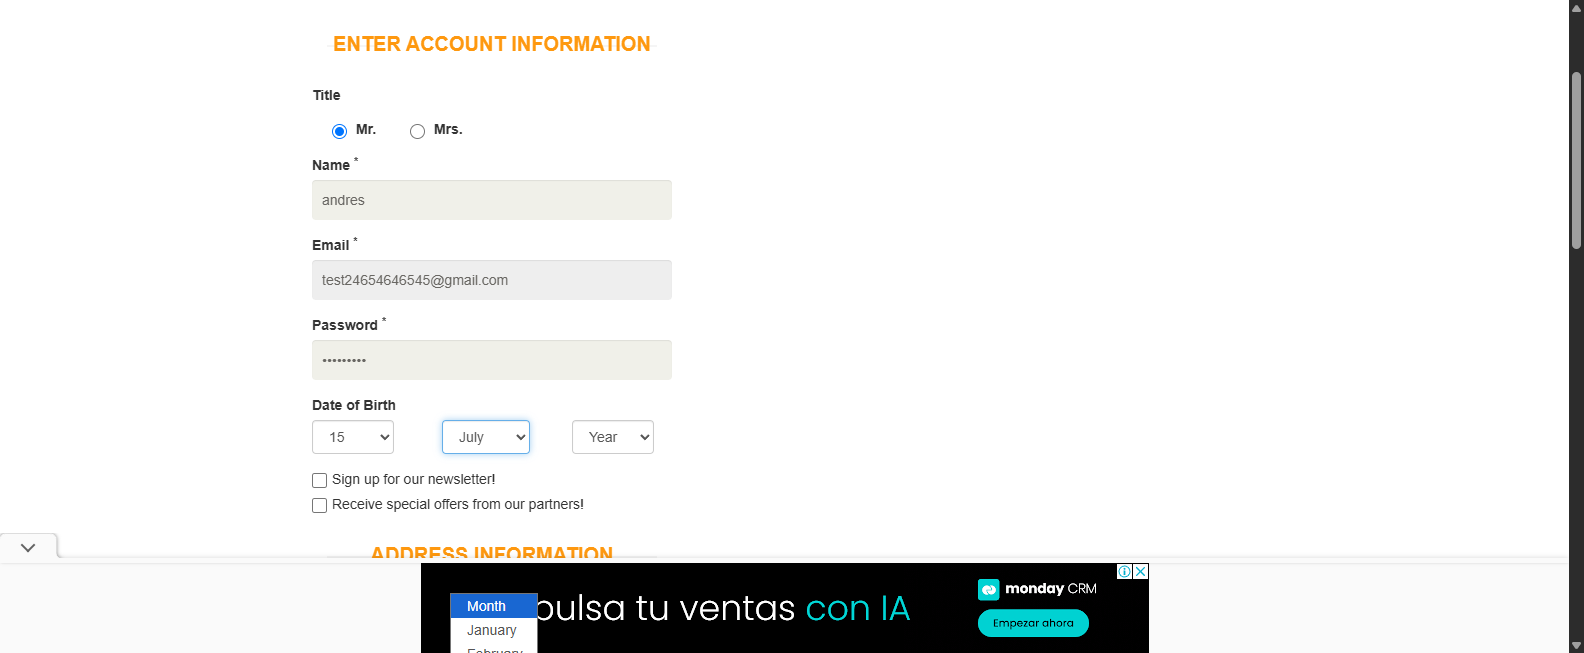 ENTER ACCOUNT INFORMATION
Title
Mr. Mrs.
Name *
andres
Email *
test24654646545@gmail.com
Password *
•••••••••
Date of Birth
15 July Year
Sign up for our newsletter!
Receive special offers from our partners!
ADDRESS INFORMATION
monday CRM
pulsa tu ventas con IA
Empezar ahora
Month
January
February